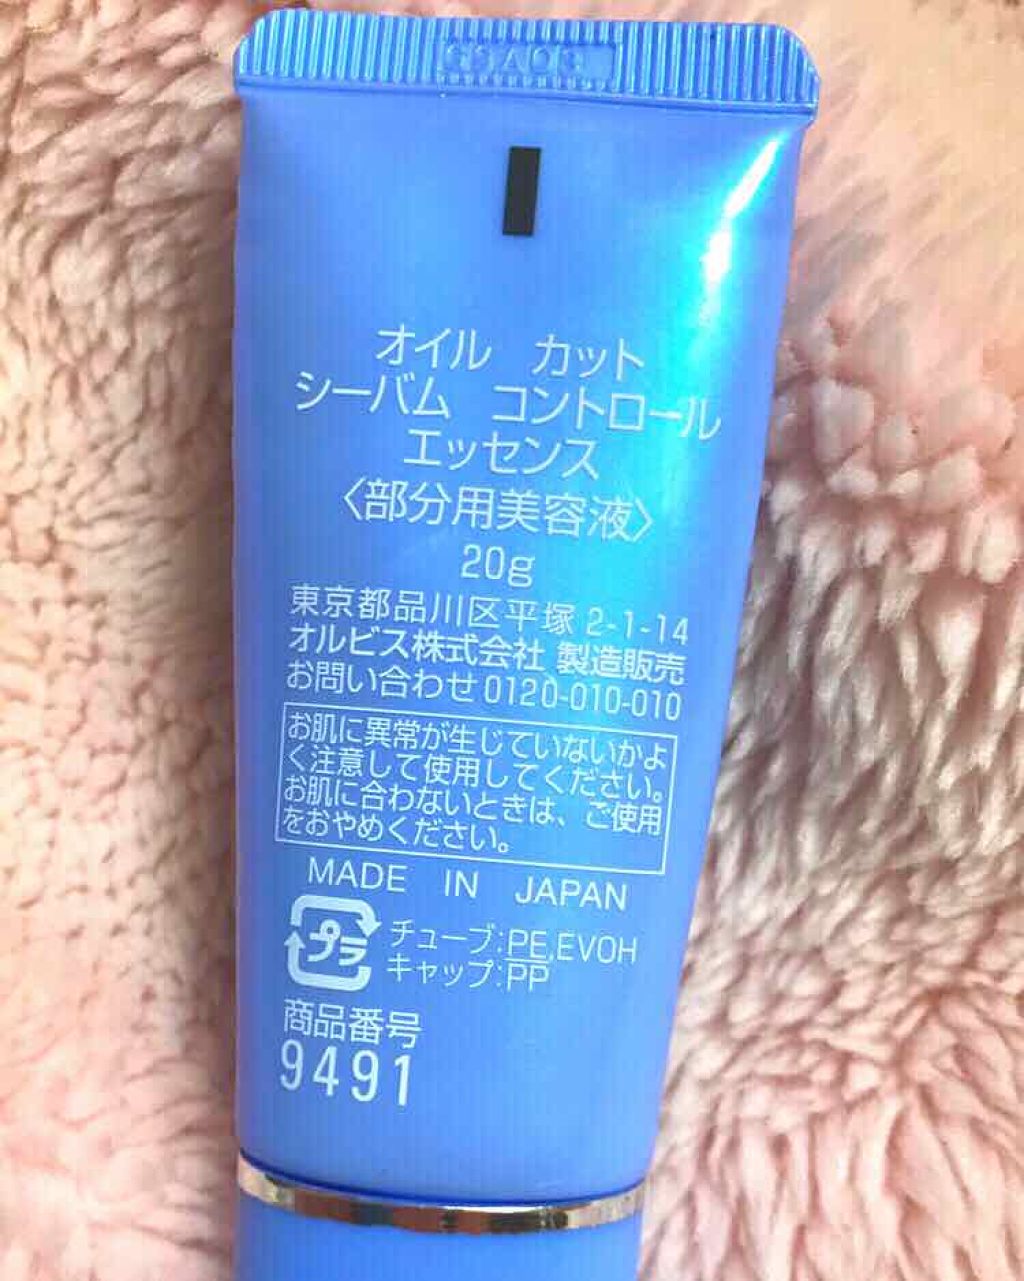 オイル カット
シーバム コントロール
エッセンス
〈部分用美容液〉
20g
東京都品川区平塚 2-1-14
オルビス株式会社 製造販売
お問い合わせ 0120-010-010
お肌に異常が生じていないかよ
く注意して使用してください。
お肌に合わないときは、ご使用
をおやめください。
MADE IN JAPAN
プラ
チューブ:PE,EVOH
キャップ:PP
商品番号
9491